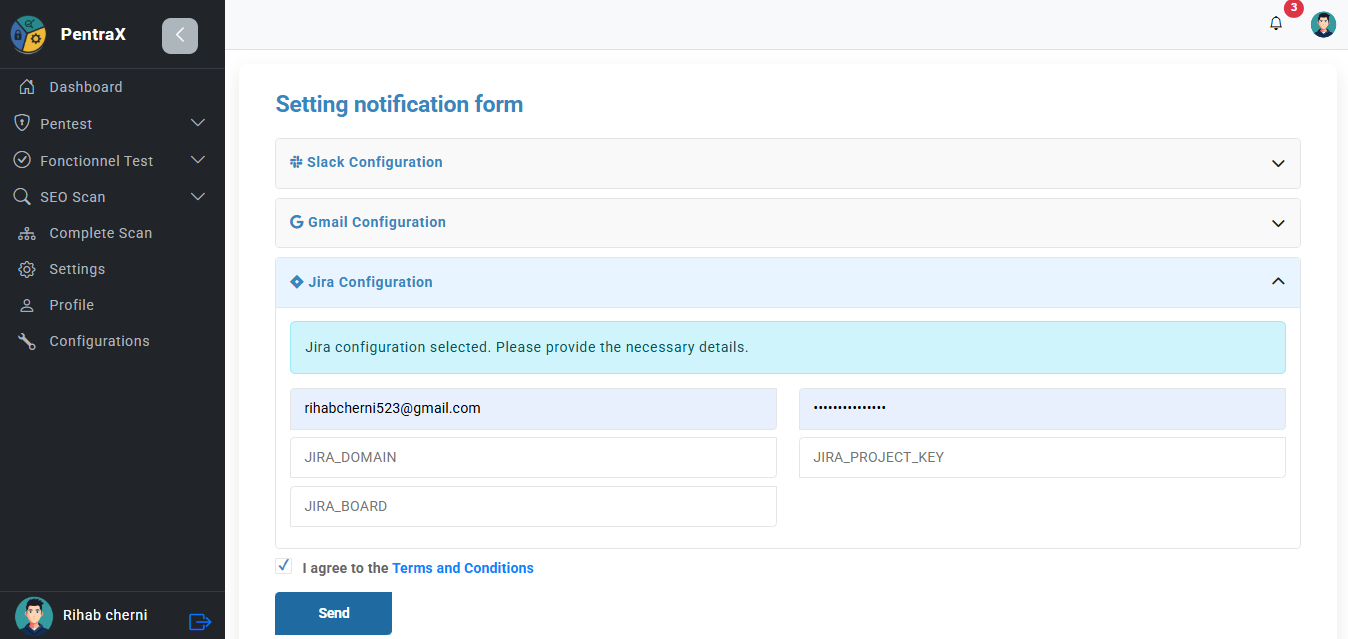 PentraX
3
Dashboard
Pentest
Fonctionnel Test
SEO Scan
Complete Scan
Settings
Profile
Configurations
Rihab cherni
Setting notification form
Slack Configuration
Gmail Configuration
Jira Configuration
Jira configuration selected. Please provide the necessary details.
rihabcherni523@gmail.com
•••••••••••••••
JIRA_DOMAIN
JIRA_PROJECT_KEY
JIRA_BOARD
I agree to the Terms and Conditions
Send